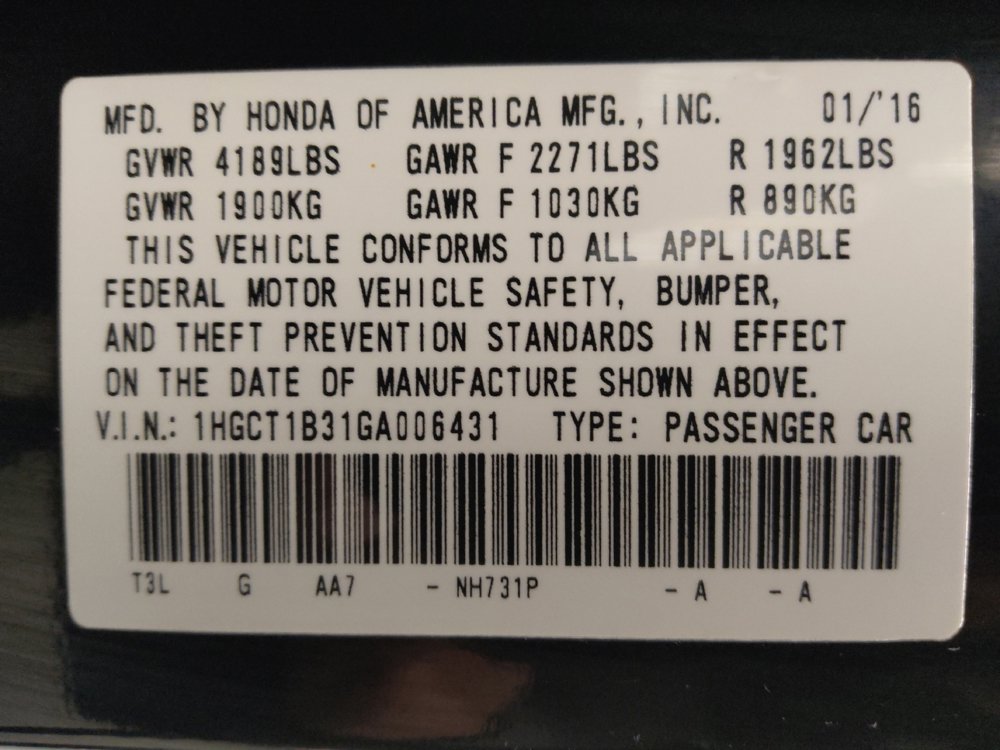 MFD. BY HONDA OF AMERICA MFG., INC. 01/'16
GVWR 4189LBS GAWR F 2271LBS R 1962LBS
GVWR 1900KG GAWR F 1030KG R 890KG
THIS VEHICLE CONFORMS TO ALL APPLICABLE
FEDERAL MOTOR VEHICLE SAFETY, BUMPER,
AND THEFT PREVENTION STANDARDS IN EFFECT
ON THE DATE OF MANUFACTURE SHOWN ABOVE.
V.I.N.: 1HGCT1B31GA006431 TYPE: PASSENGER CAR
T3L G AA7 - NH731P - A - A